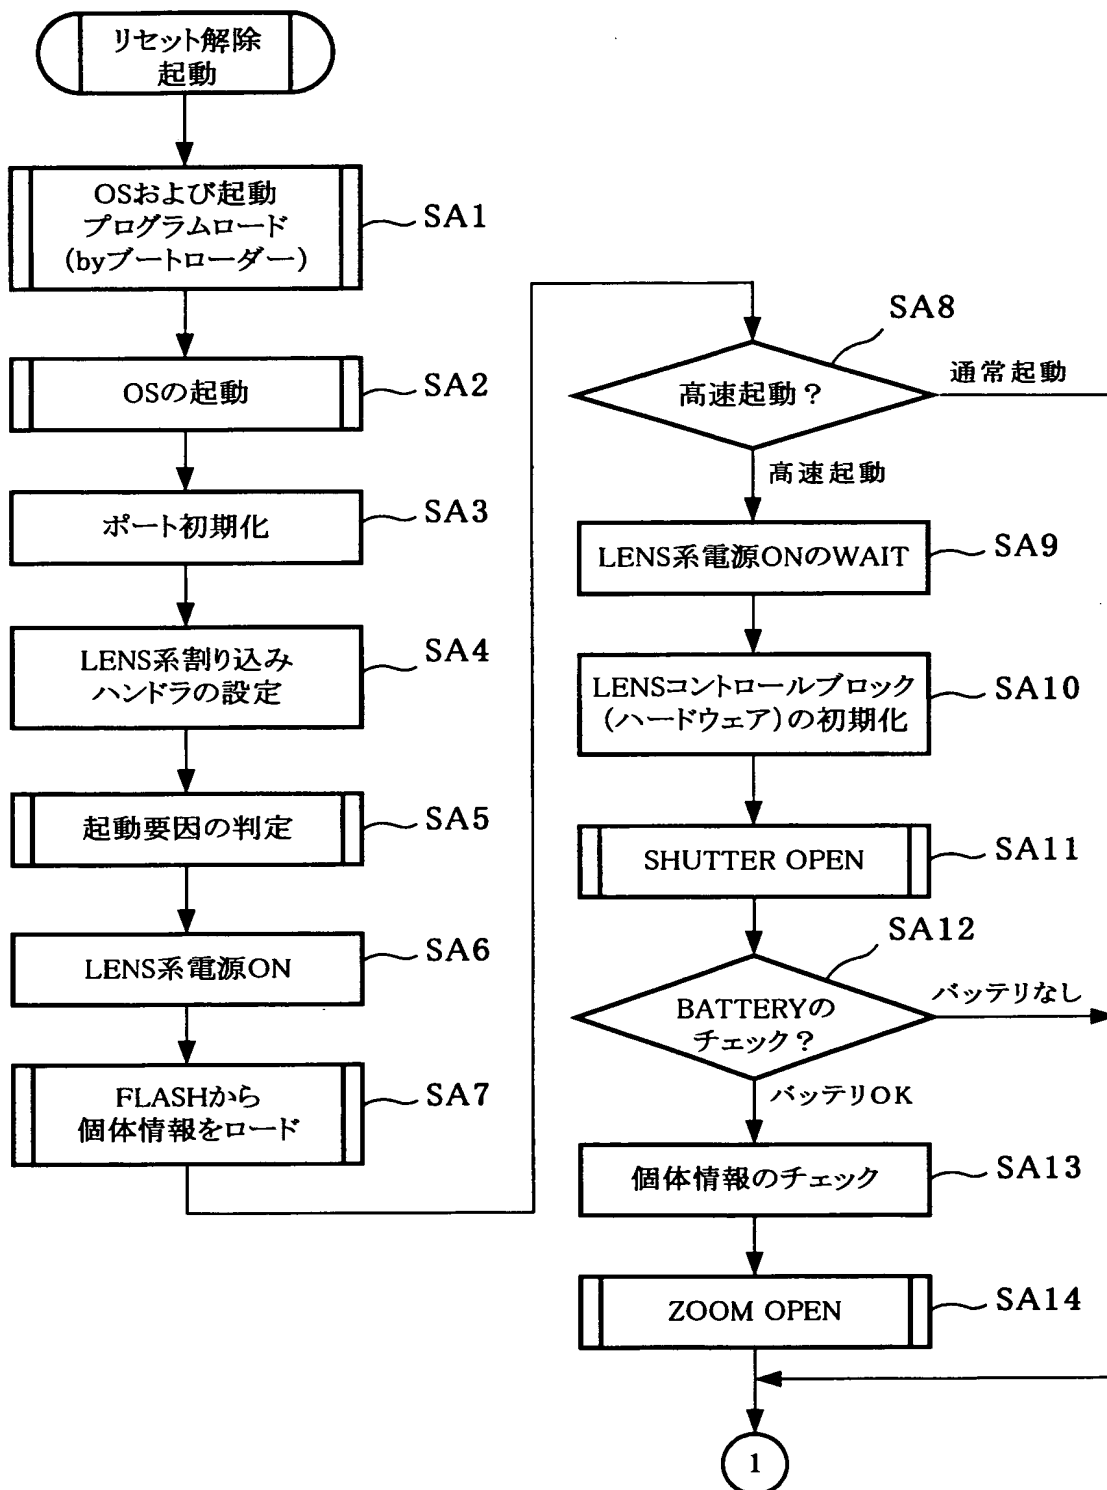 リセット解除
起動
OSおよび起動
プログラムロード
(byブートローダー)
SA1
OSの起動
SA2
ポート初期化
SA3
LENS系割り込み
ハンドラの設定
SA4
起動要因の判定
SA5
LENS系電源ON
SA6
FLASHから
個体情報をロード
SA7
高速起動?
SA8
通常起動
高速起動
LENS系電源ONのWAIT
SA9
LENSコントロールブロック
(ハードウェア)の初期化
SA10
SHUTTER OPEN
SA11
BATTERYの
チェック?
SA12
バッテリなし
バッテリOK
個体情報のチェック
SA13
ZOOM OPEN
SA14
1